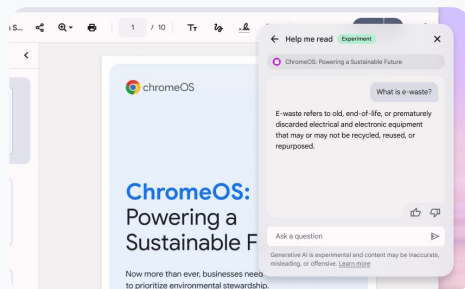 1 / 10
Help me read Experiment
ChromeOS: Powering a Sustainable Future
What is e-waste?
E-waste refers to old, end-of-life, or prematurely
discarded electrical and electronic equipment
that may or may not be recycled, reused, or
repurposed.
Ask a question
Generative AI is experimental and content may be inaccurate,
misleading, or offensive. Learn more
chromeOS
ChromeOS:
Powering a
Sustainable F
Now more than ever, businesses need
to prioritize environmental stewardship.